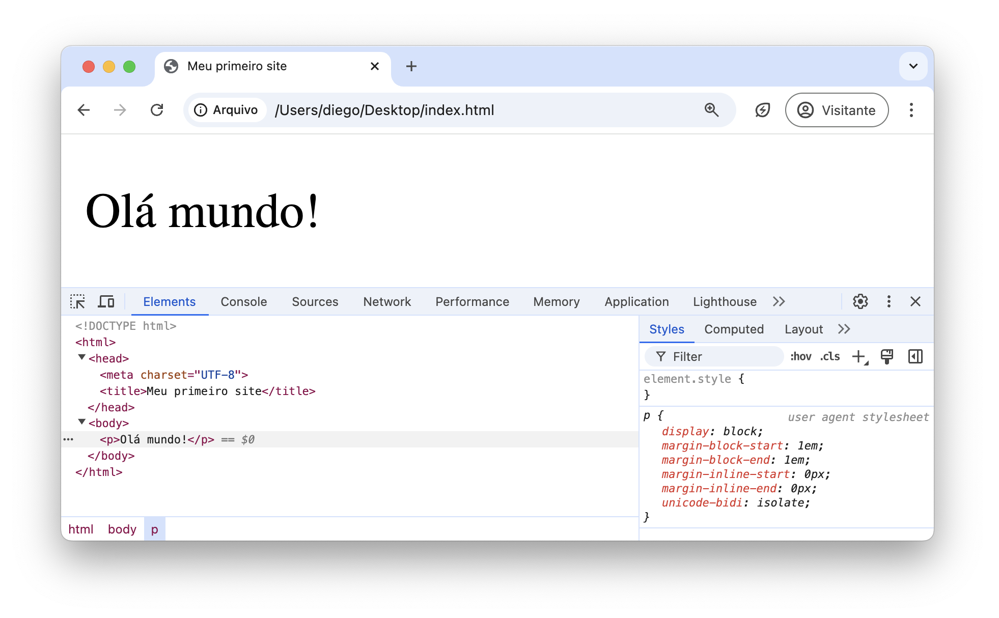 Meu primeiro site
Arquivo /Users/diego/Desktop/index.html Visitante
Olá mundo!
Elements Console Sources Network Performance Memory Application Lighthouse
<!DOCTYPE html>
<html>
<head>
<meta charset="UTF-8">
<title>Meu primeiro site</title>
</head>
<body>
<p>Olá mundo!</p> == $0
</body>
</html>
html body p
Styles Computed Layout
Filter :hov .cls
element.style {
}
p { user agent stylesheet
display: block;
margin-block-start: 1em;
margin-block-end: 1em;
margin-inline-start: 0px;
margin-inline-end: 0px;
unicode-bidi: isolate;
}